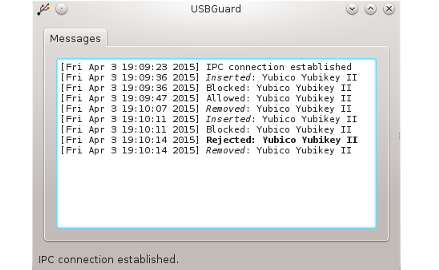 USBGuard
Messages
[Fri Apr 3 19:09:23 2015] IPC connection established
[Fri Apr 3 19:09:36 2015] Inserted: Yubico Yubikey II
[Fri Apr 3 19:09:36 2015] Blocked: Yubico Yubikey II
[Fri Apr 3 19:09:47 2015] Allowed: Yubico Yubikey II
[Fri Apr 3 19:10:07 2015] Removed: Yubico Yubikey II
[Fri Apr 3 19:10:11 2015] Inserted: Yubico Yubikey II
[Fri Apr 3 19:10:11 2015] Blocked: Yubico Yubikey II
[Fri Apr 3 19:10:14 2015] Rejected: Yubico Yubikey II
[Fri Apr 3 19:10:14 2015] Removed: Yubico Yubikey II
IPC connection established.